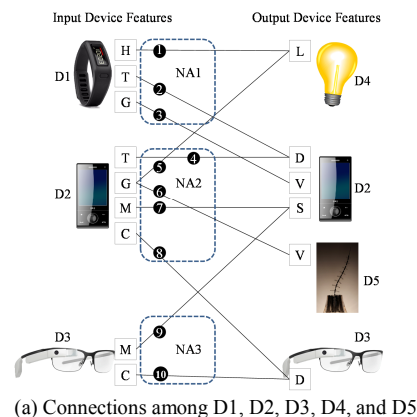 Input Device Features Output Device Features
H 1 NA1 L
D1 T 2 D4
G 3
T 4 D
D2 G 5 NA2 V D2
6
M 7 S
C 8 V D5
D3 9 D3
M NA3
C 10 D
(a) Connections among D1, D2, D3, D4, and D5